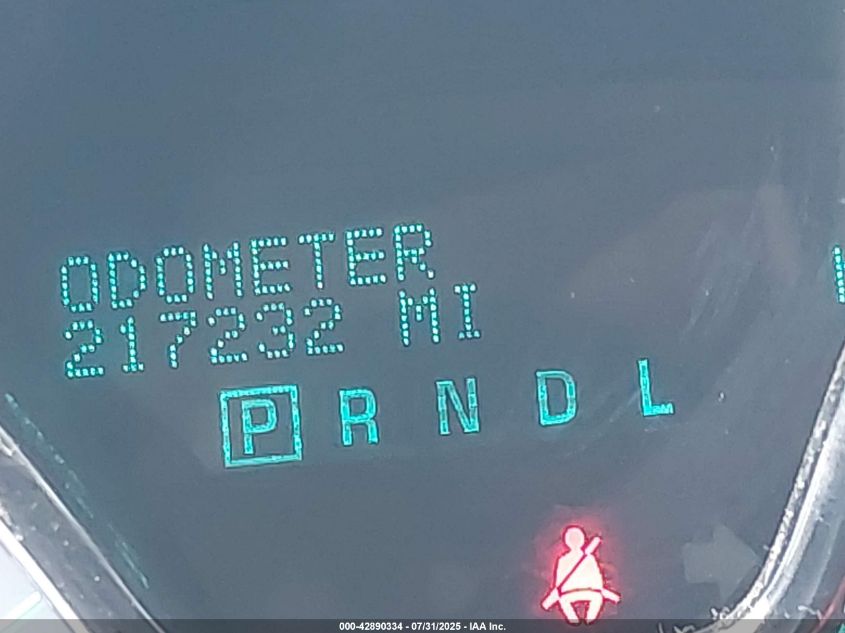 ODOMETER
217232 MI
P R N D L
000-42890334 - 07/31/2025 - IAA Inc.